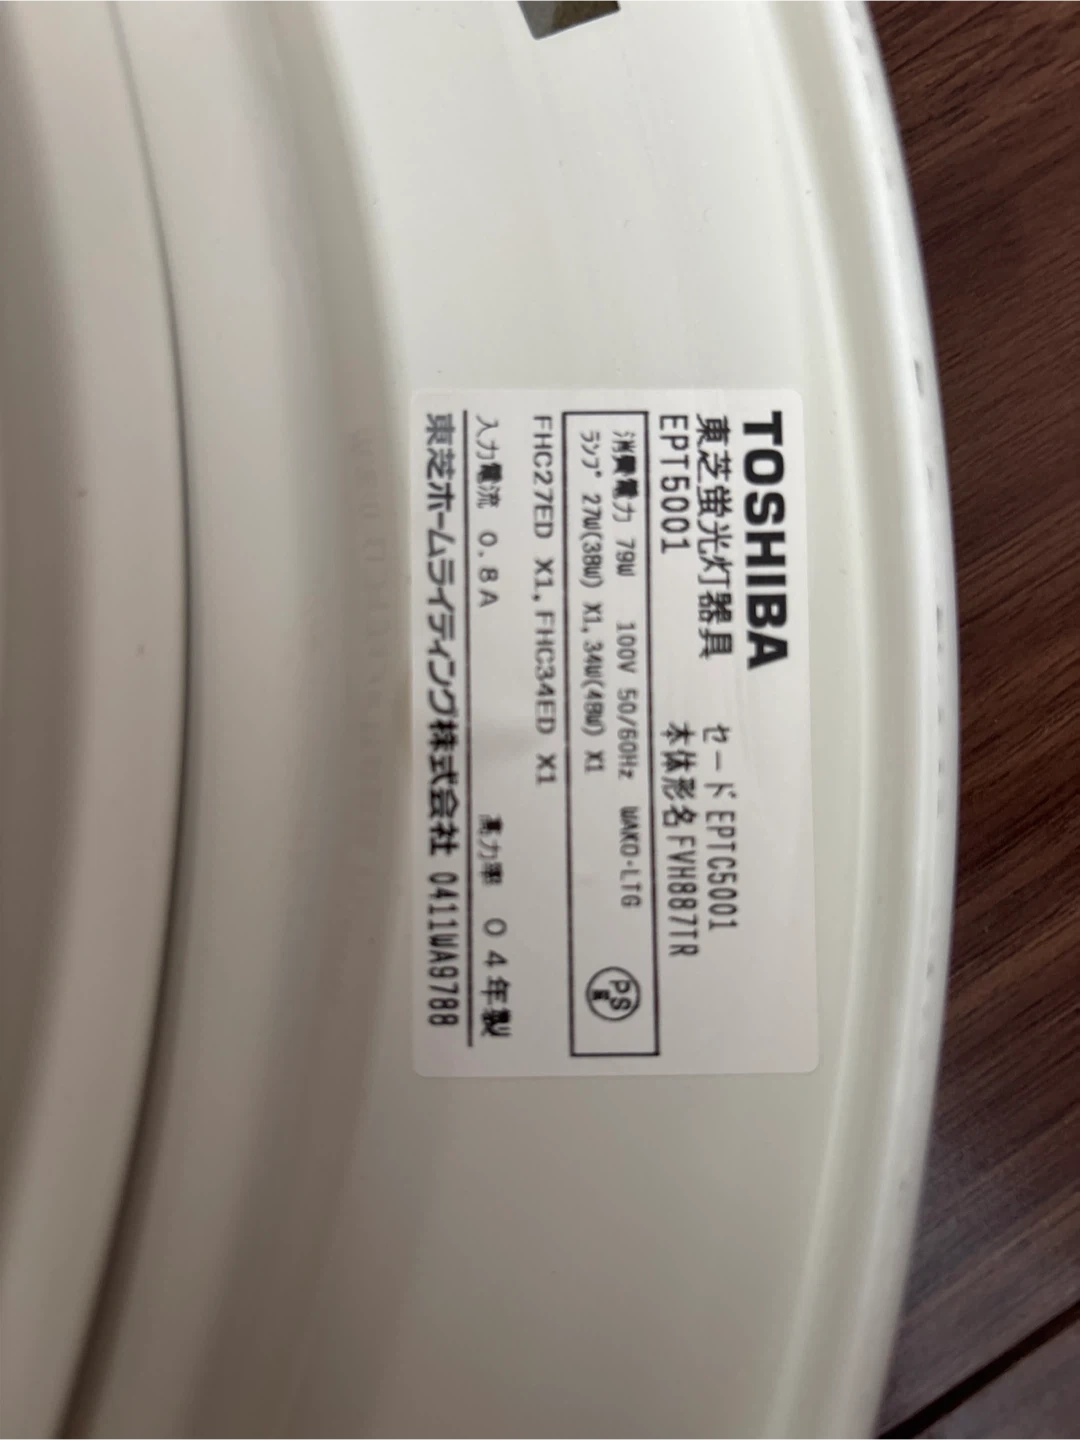 TOSHIBA
東芝蛍光灯器具 セード EPTC5001
EPT5001 本体形名 FVH887TR
消費電力 79W 100V 50/60Hz WAKO・LTG
ランプ 27W(38W) X1, 34W(48W) X1
PS
E
FHC27ED X1, FHC34ED X1
入力電流 0.8A 高力率 04年製
東芝ホームライティング株式会社 0411WA9788